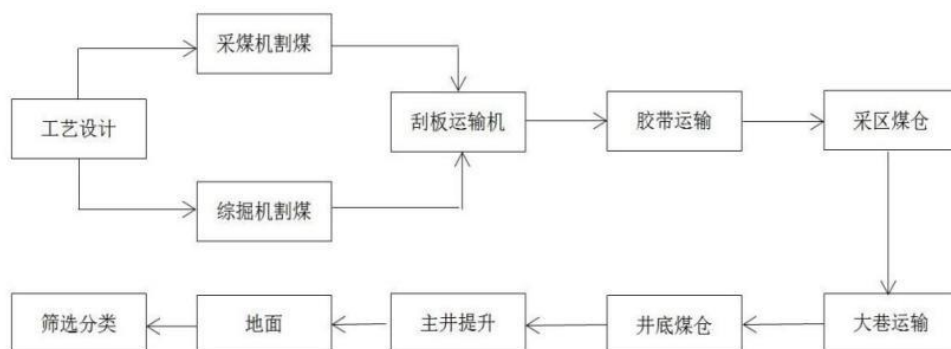 采煤机割煤
工艺设计
刮板运输机
胶带运输
采区煤仓
综掘机割煤
筛选分类
地面
主井提升
井底煤仓
大巷运输